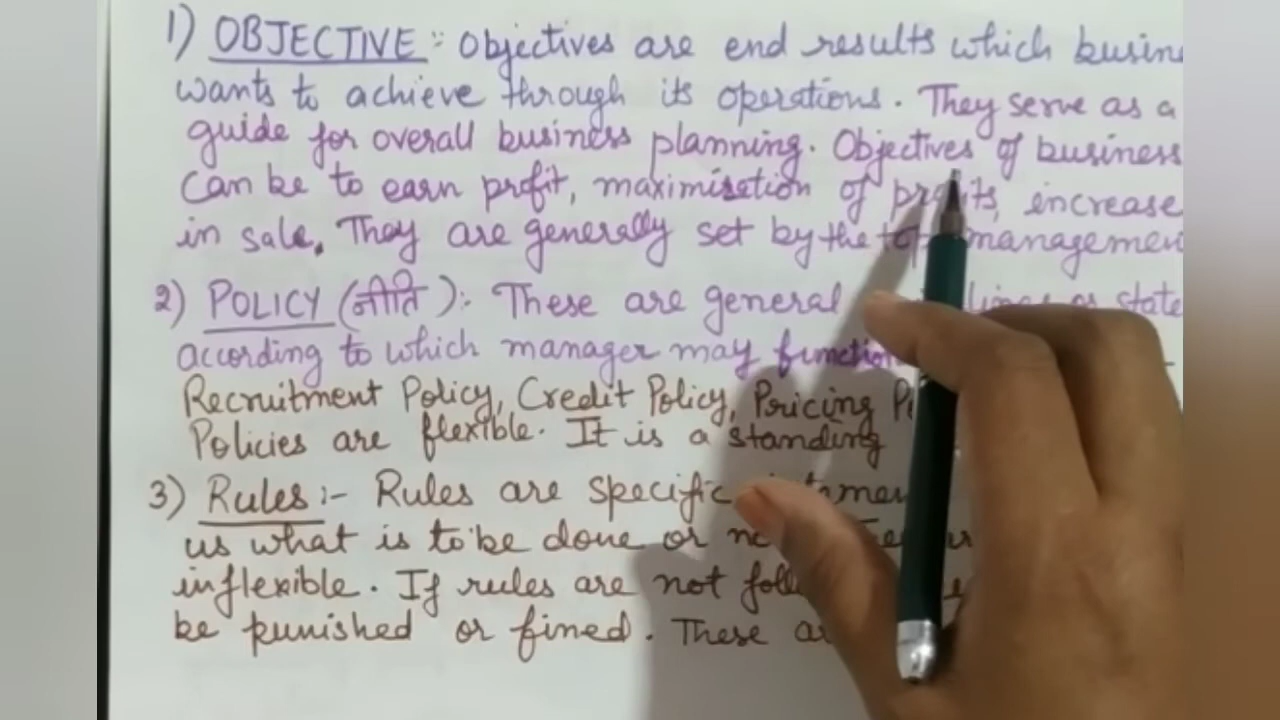 1) OBJECTIVE :- Objectives are end results which
wants to achieve through its operations. They serve as a
guide for overall business planning. Objectives of business
can be to earn profit, maximisation of profits, increase
in sale. They are generally set by the top
2) POLICY (नीति) :- These are general
according to which manager may
Recruitment Policy, Credit Policy, Pricing
Policies are flexible. It is a standing
3) Rules :- Rules are specific
us what is to be done or
inflexible. If rules are not
be punished or fined. These